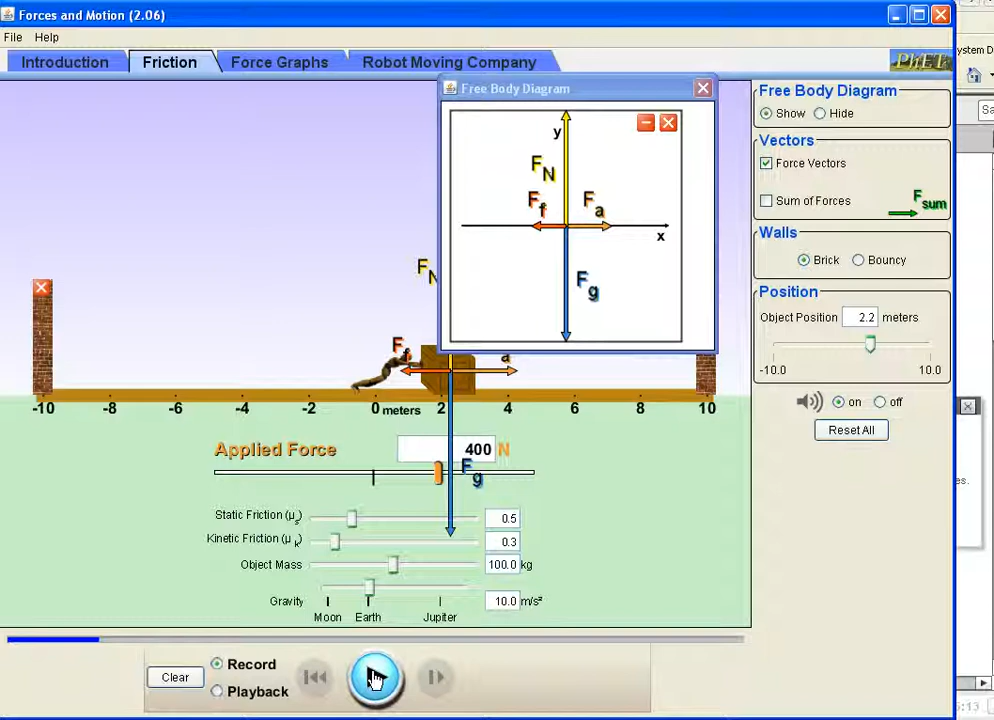 Forces and Motion (2.06)
File Help
Introduction Friction Force Graphs Robot Moving Company
PhET
Free Body Diagram
y
F_N
F_f F_a
x
F_g
Free Body Diagram
Show Hide
Vectors
Force Vectors
Sum of Forces F_sum
Walls
Brick Bouncy
Position
Object Position 2.2 meters
-10.0 10.0
on off
Reset All
F_N
F_f a
-10 -8 -6 -4 -2 0 meters 2 4 6 8 10
Applied Force 400 N
F_g
Static Friction (μ_s) 0.5
Kinetic Friction (μ_k) 0.3
Object Mass 100.0 kg
Gravity 10.0 m/s²
Moon Earth Jupiter
Clear Record
Playback
ystem D
Sa
es.